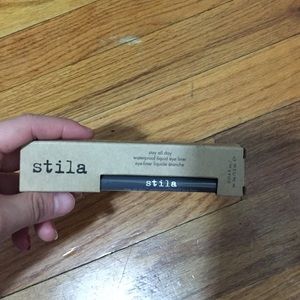 stila
stay all day
waterproof liquid eye liner
eye-liner liquide étanche
stila